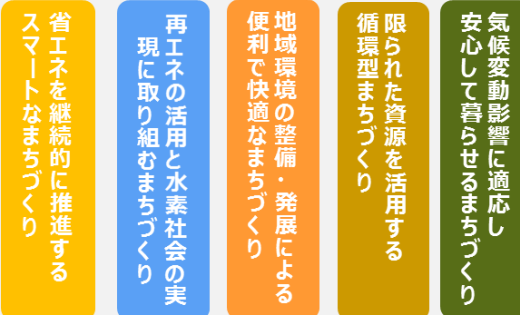 省エネを継続的に推進する
スマートなまちづくり
再エネの活用と水素社会の実
現に取り組むまちづくり
地域環境の整備・発展による
便利で快適なまちづくり
限られた資源を活用する
循環型まちづくり
気候変動影響に適応し
安心して暮らせるまちづくり